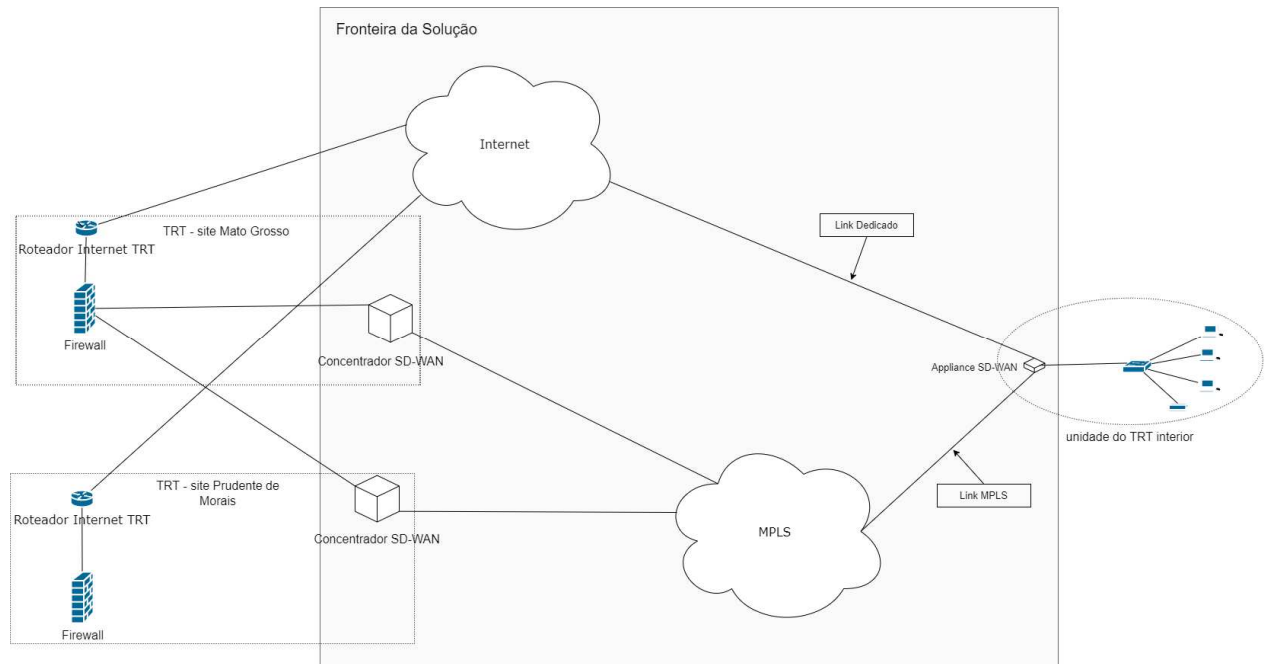 Fronteira da Solução
Internet
TRT - site Mato Grosso
Roteador Internet TRT
Link Dedicado
Firewall
Concentrador SD-WAN
Appliance SD-WAN
unidade do TRT interior
TRT - site Prudente de
Morais
Roteador Internet TRT
Link MPLS
Concentrador SD-WAN
MPLS
Firewall